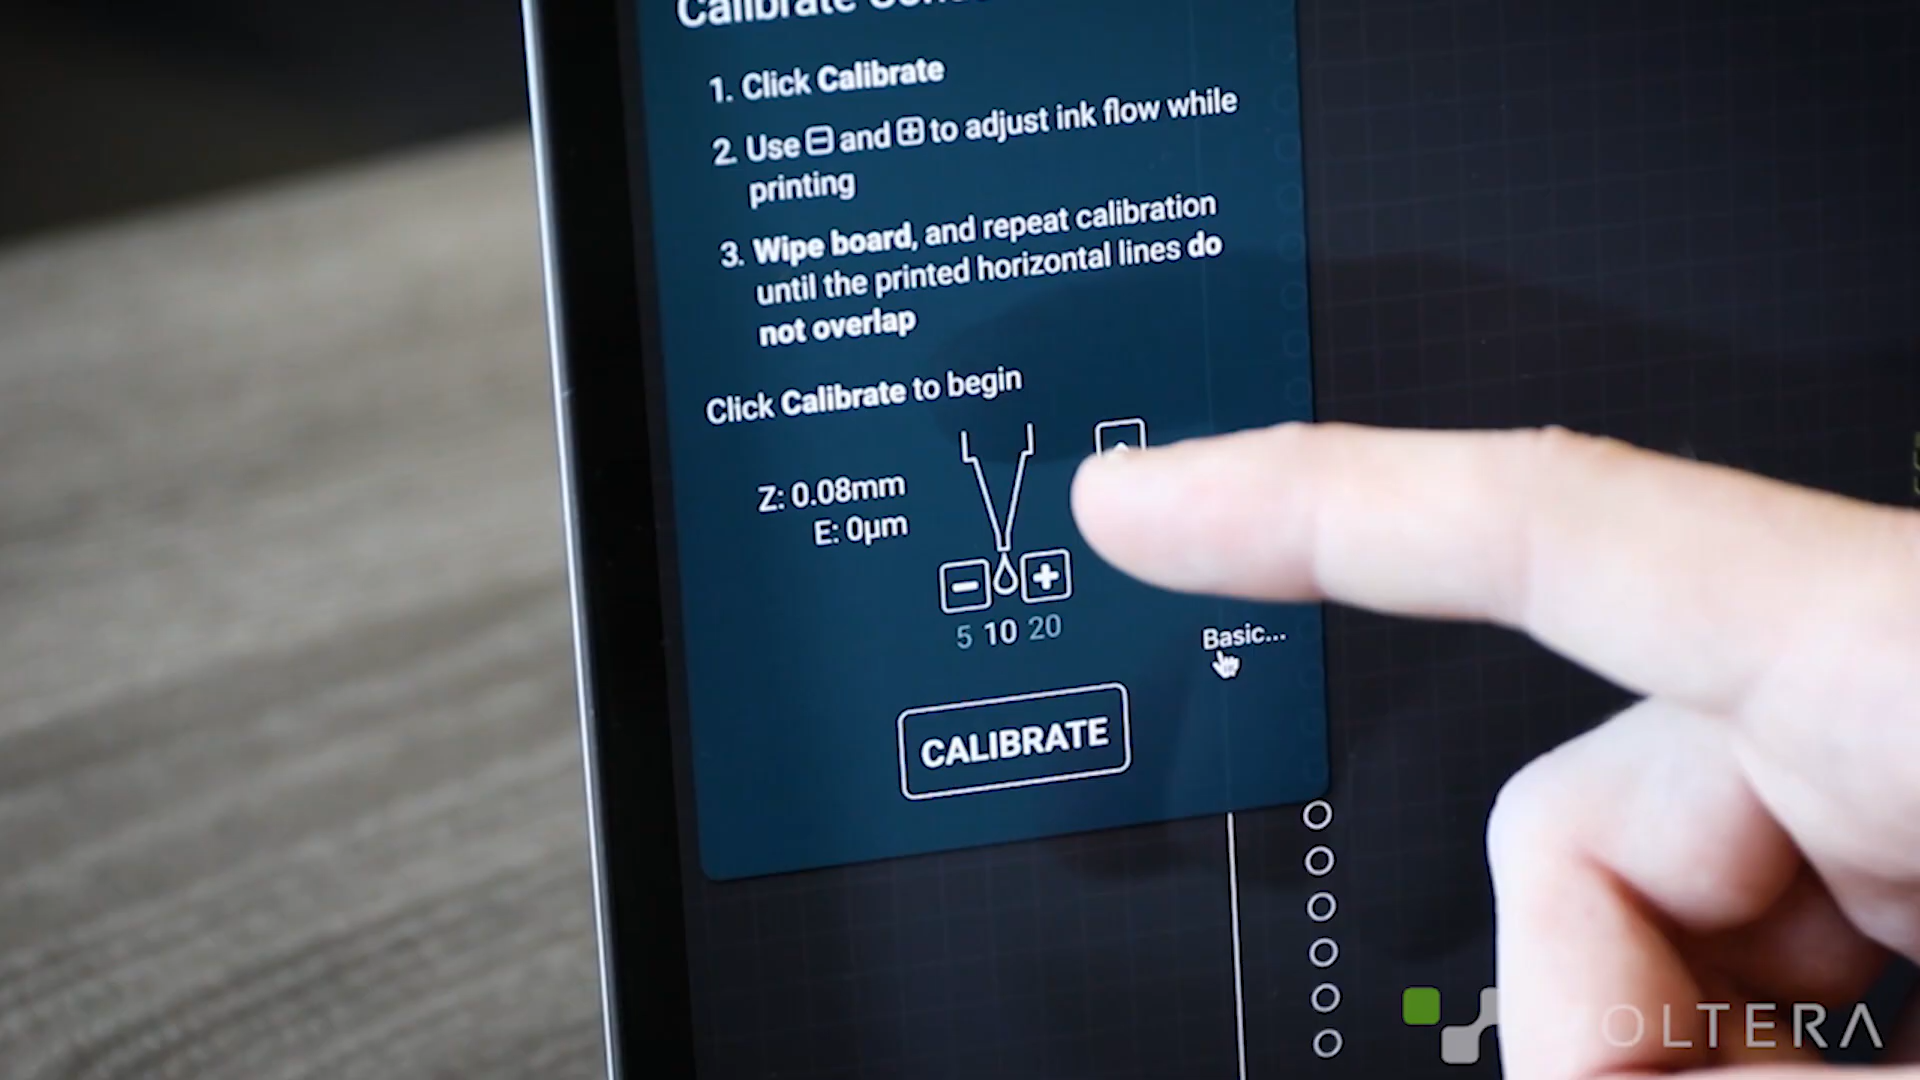 Calibrate
1. Click Calibrate
2. Use and to adjust ink flow while
printing
3. Wipe board, and repeat calibration
until the printed horizontal lines do
not overlap
Click Calibrate to begin
Z: 0.08mm
E: 0µm
− +
5 10 20
Basic...
CALIBRATE
OLTERA